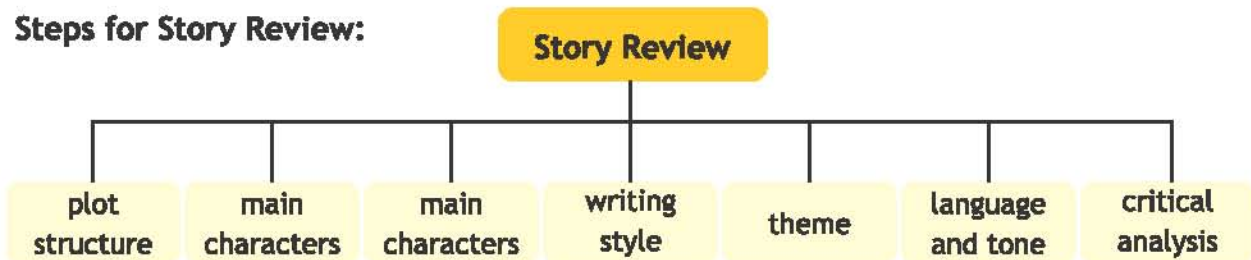 Steps for Story Review:
Story Review
plot
structure
main
characters
main
characters
writing
style
theme
language
and tone
critical
analysis